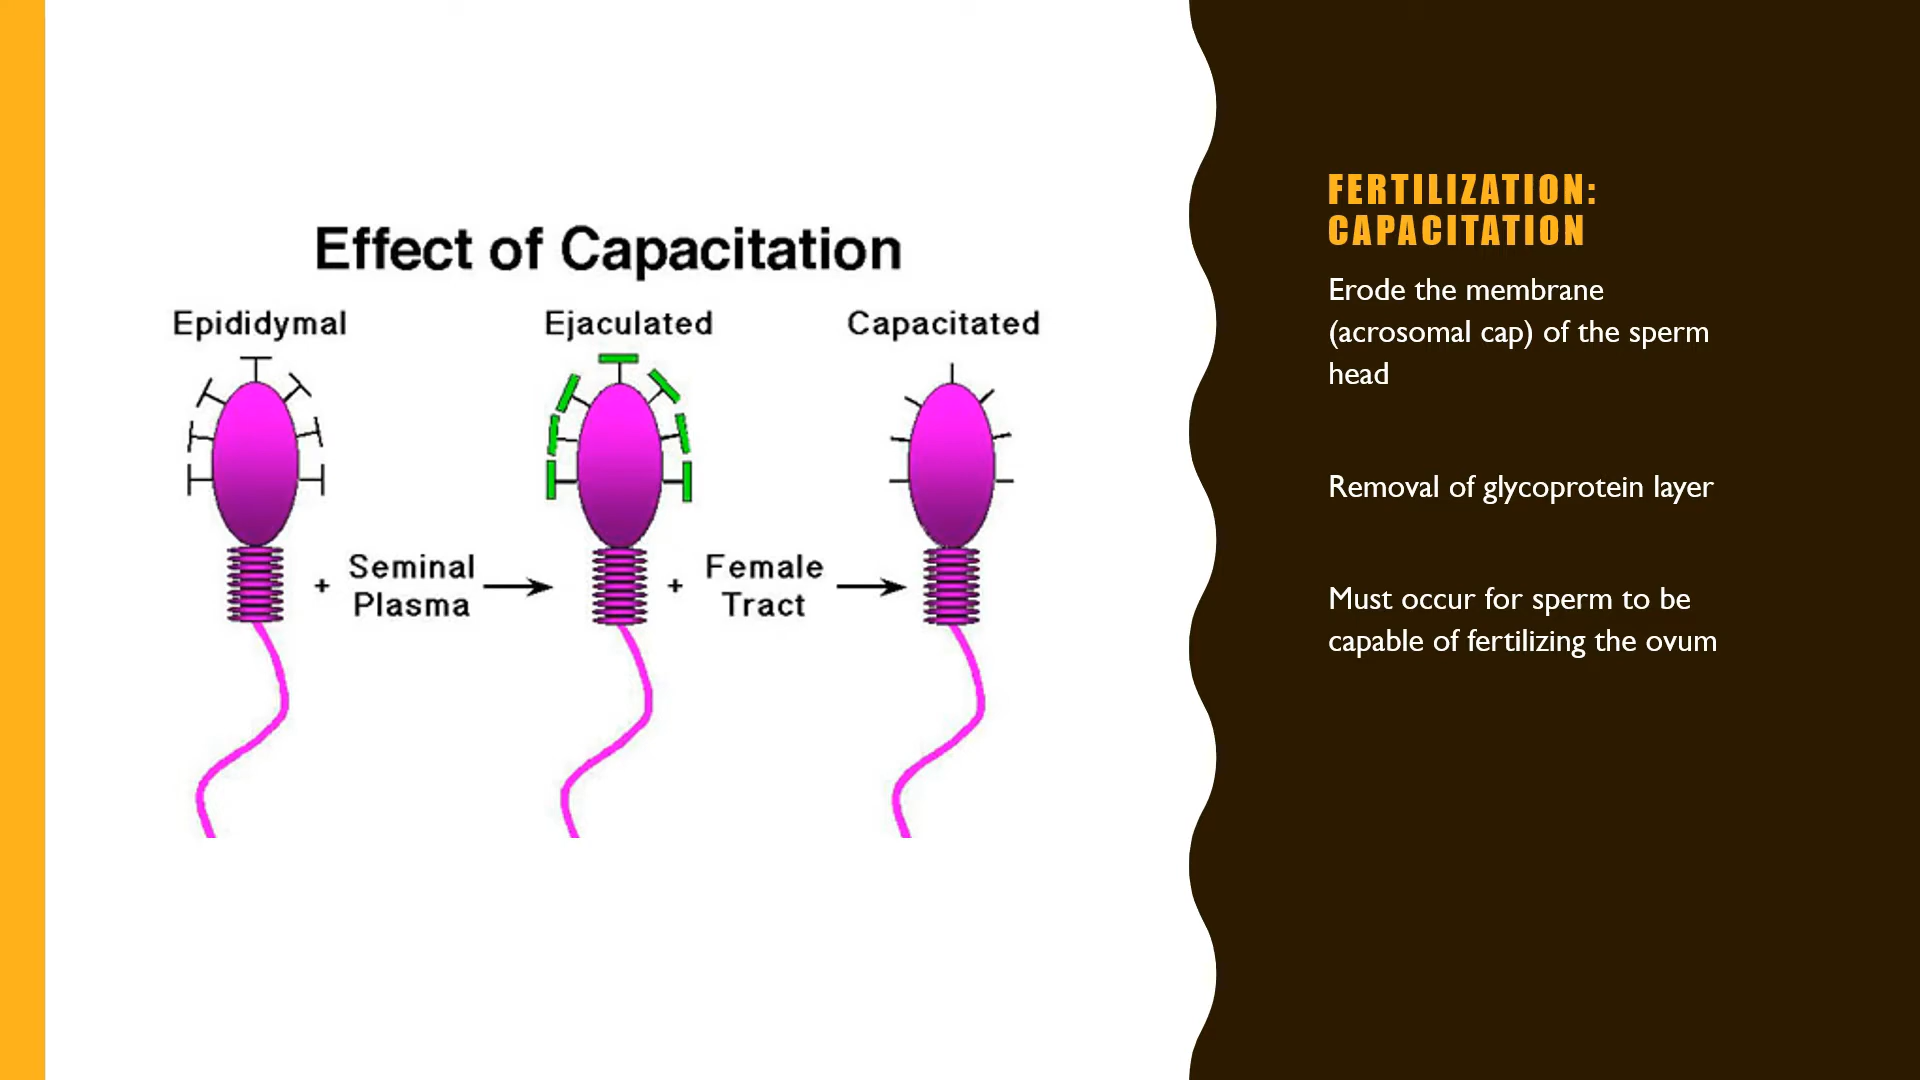 Effect of Capacitation
Epididymal
Ejaculated
Capacitated
+ Seminal
Plasma
+ Female
Tract
FERTILIZATION:
CAPACITATION
Erode the membrane
(acrosomal cap) of the sperm
head
Removal of glycoprotein layer
Must occur for sperm to be
capable of fertilizing the ovum